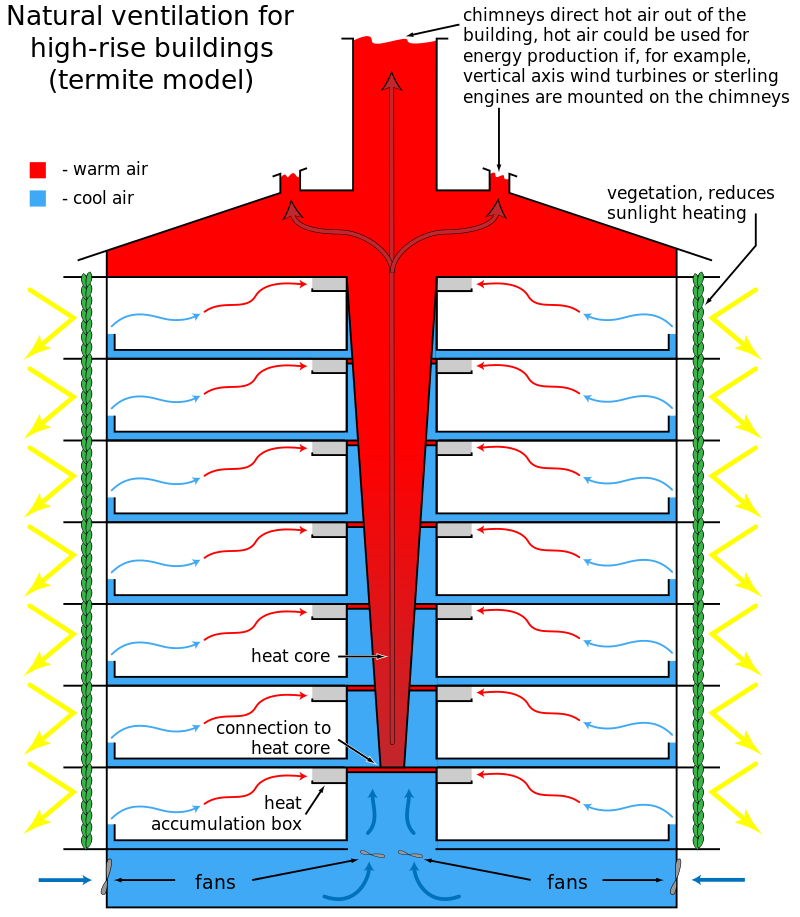 Natural ventilation for
high-rise buildings
(termite model)
chimneys direct hot air out of the
building, hot air could be used for
energy production if, for example,
vertical axis wind turbines or sterling
engines are mounted on the chimneys
- warm air
- cool air
vegetation, reduces
sunlight heating
heat core
connection to
heat core
heat
accumulation box
fans
fans